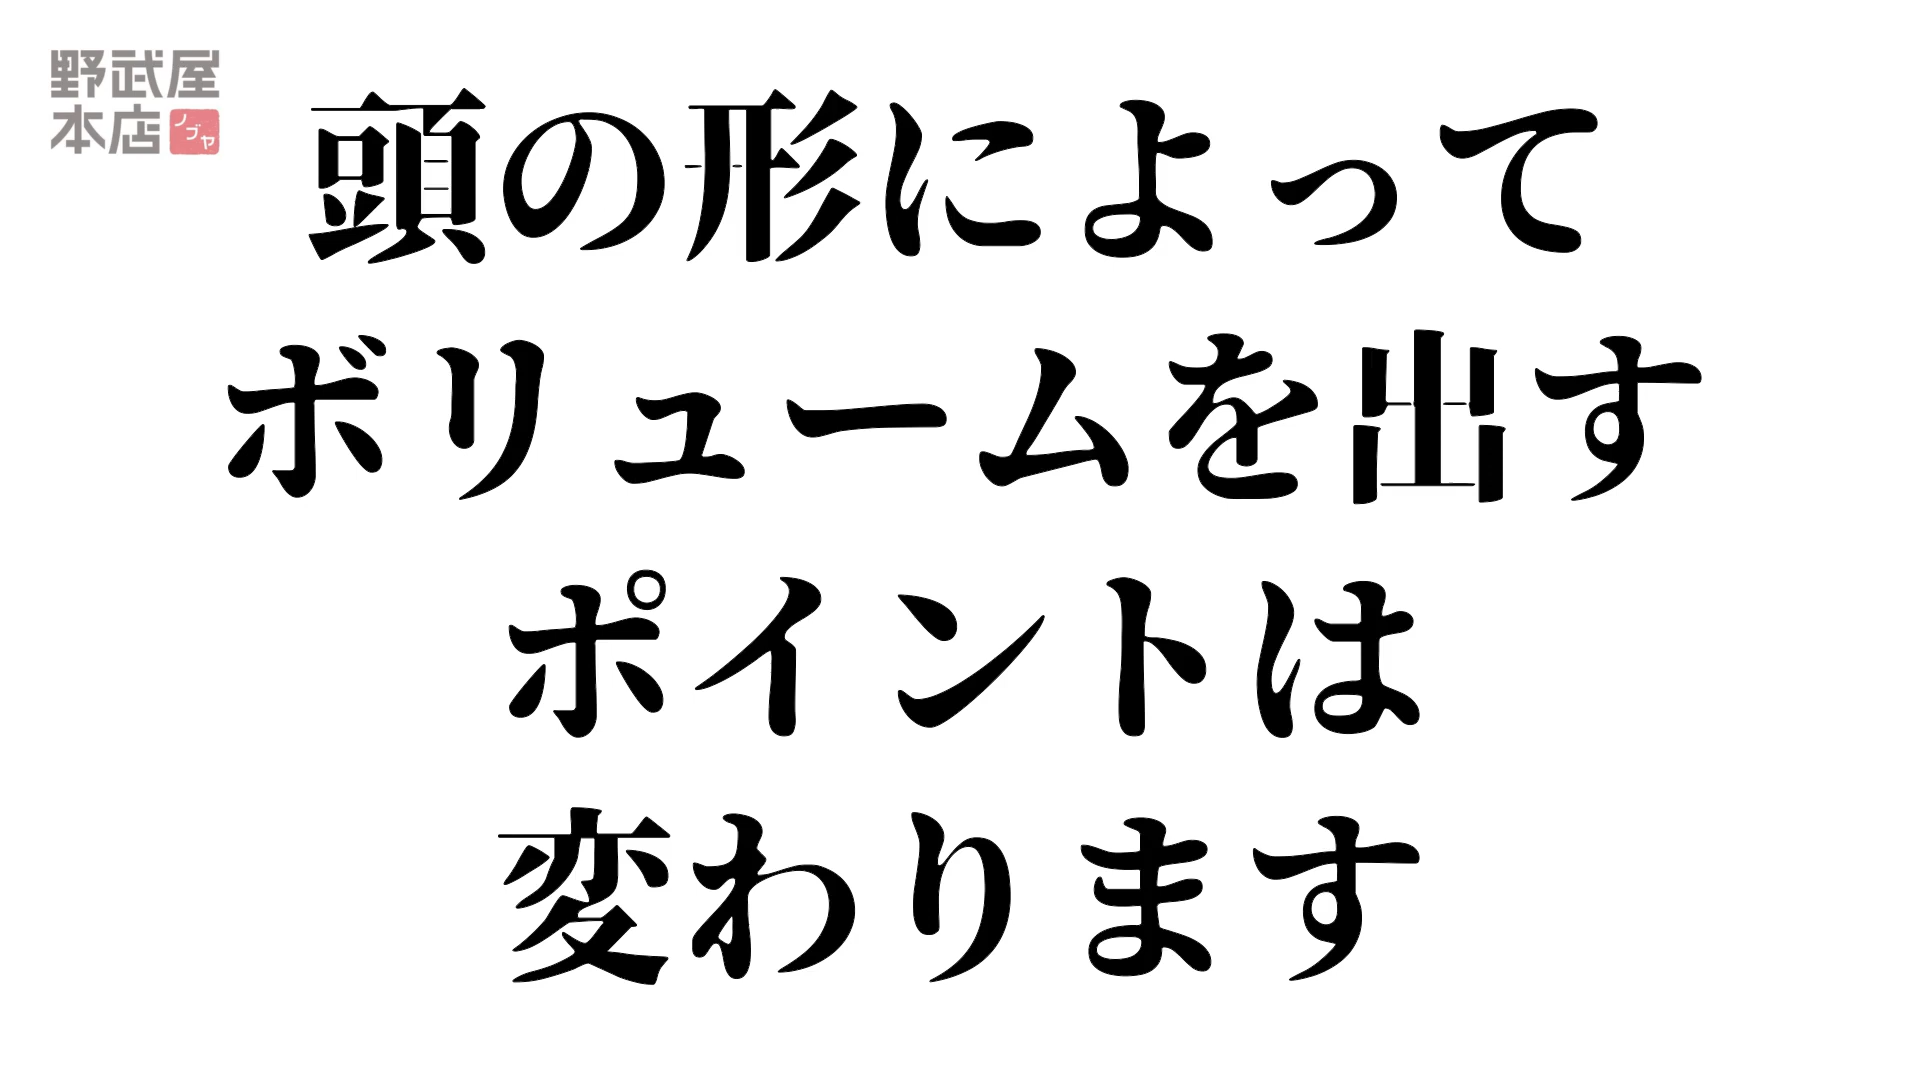 野武屋
本店
ノブヤ
頭の形によって
ボリュームを出す
ポイントは
変わります